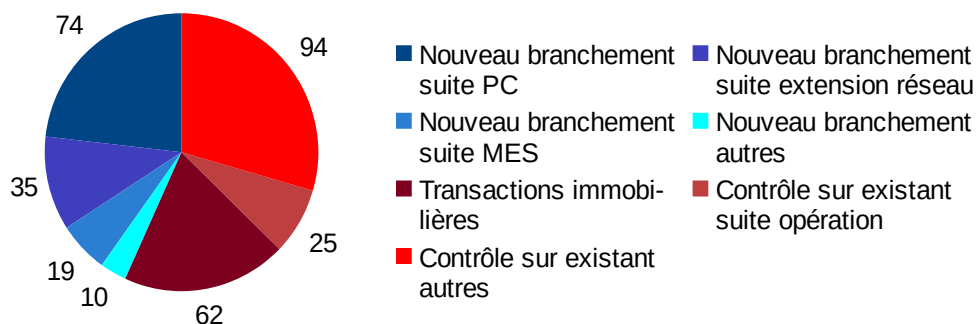 74
94
35
25
19
10
62
Nouveau branchement
suite PC
Nouveau branchement
suite extension réseau
Nouveau branchement
suite MES
Nouveau branchement
autres
Transactions immobi-
lières
Contrôle sur existant
suite opération
Contrôle sur existant
autres